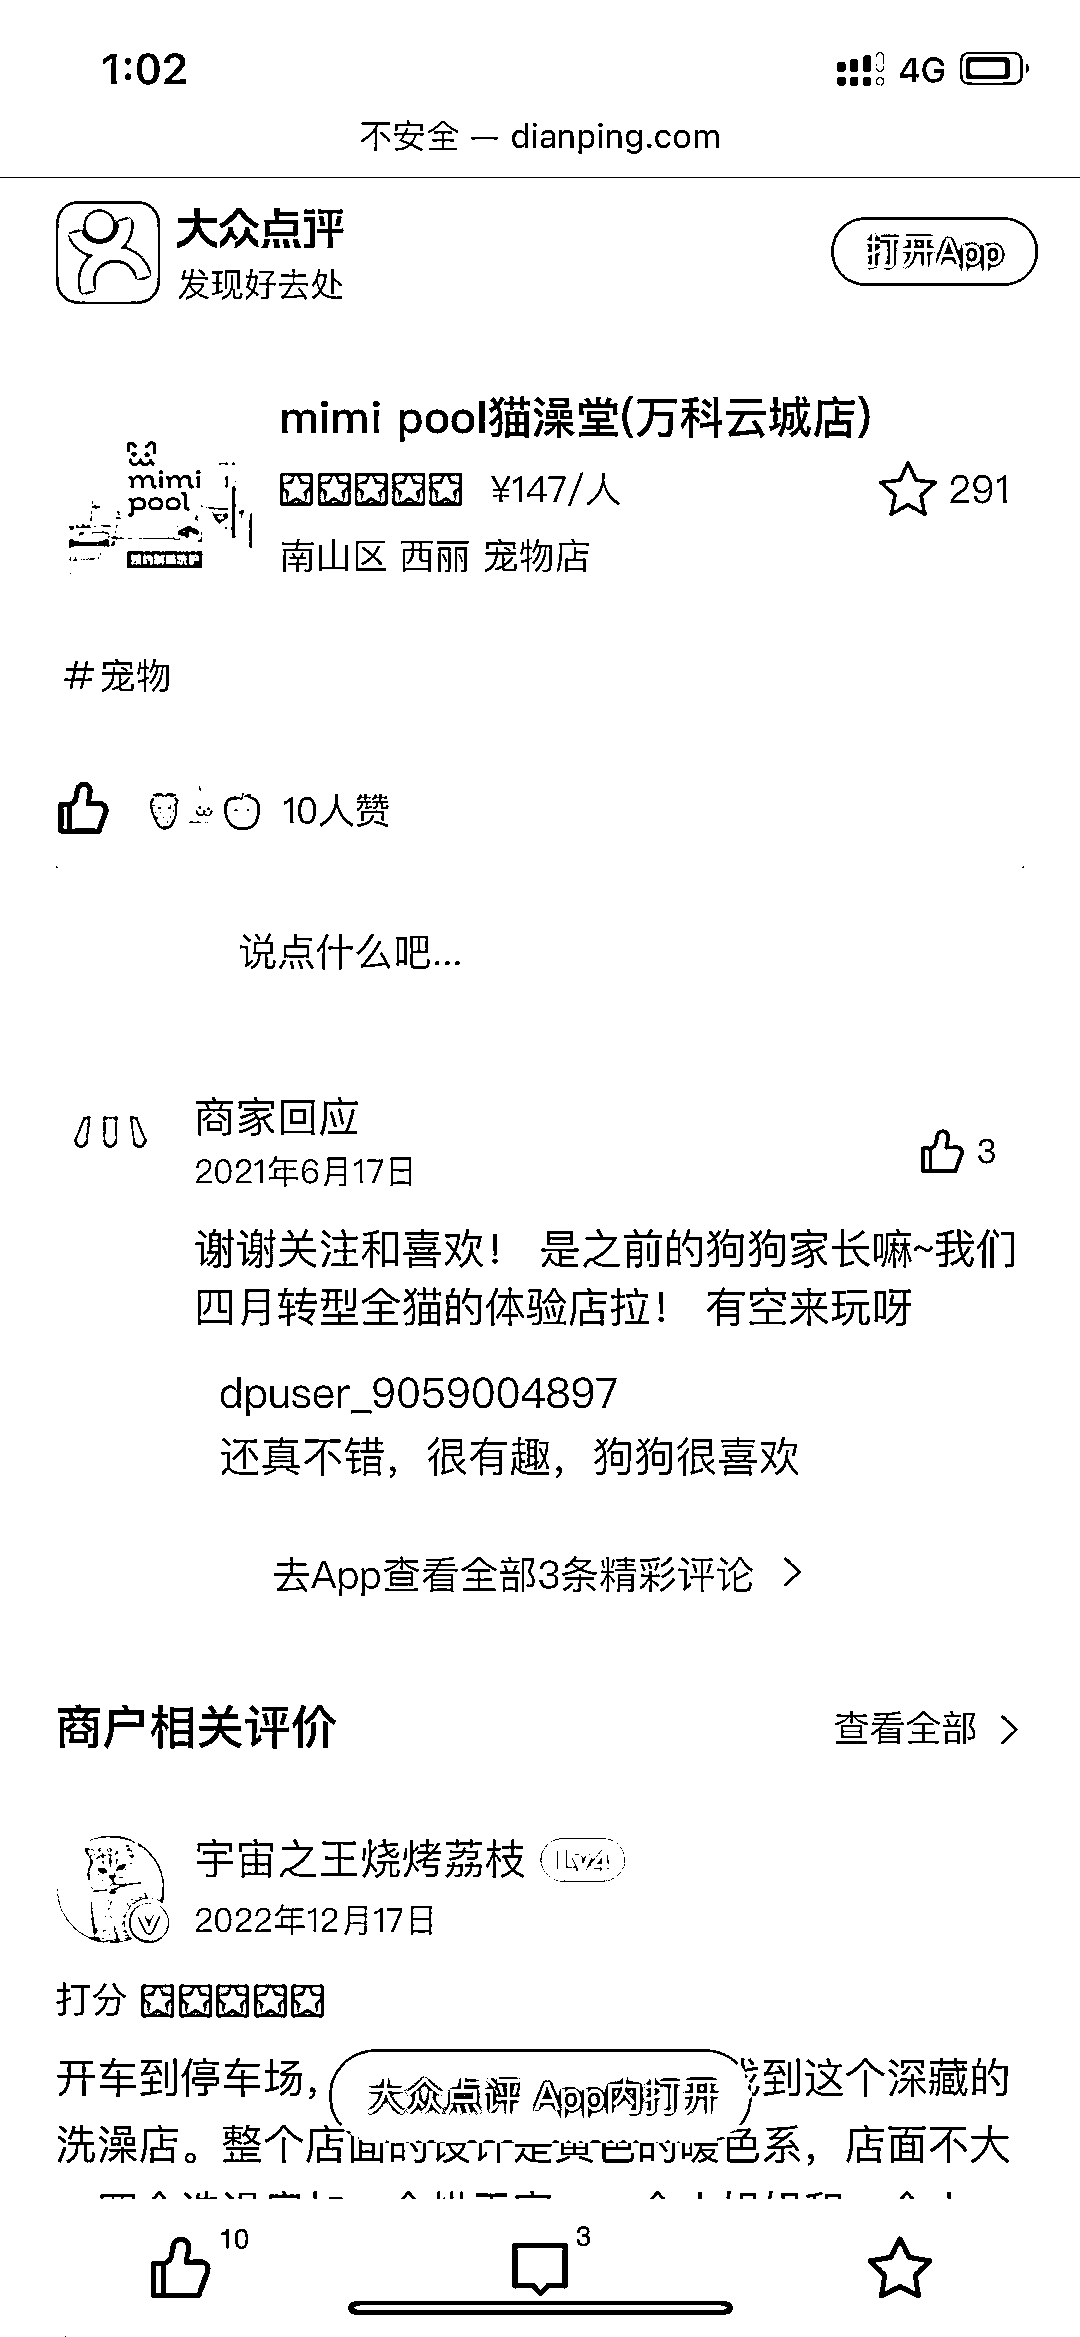 1:02
4G
不安全 — dianping.com
大众点评
打开App
发现好去处
mimi pool猫澡堂(万科云城店)
mimi
pool
¥147/人
291
南山区 西丽 宠物店
#宠物
10人赞
说点什么吧...
商家回应
2021年6月17日
3
谢谢关注和喜欢！ 是之前的狗狗家长嘛~我们
四月转型全猫的体验店拉！ 有空来玩呀
dpuser_9059004897
还真不错，很有趣，狗狗很喜欢
去App查看全部3条精彩评论 >
商户相关评价
查看全部 >
宇宙之王烧烤荔枝 Lv4
2022年12月17日
打分
开车到停车场，
到这个深藏的
大众点评 App内打开
洗澡店。整个店面的设计是黄色的暖色系，店面不大
10
3